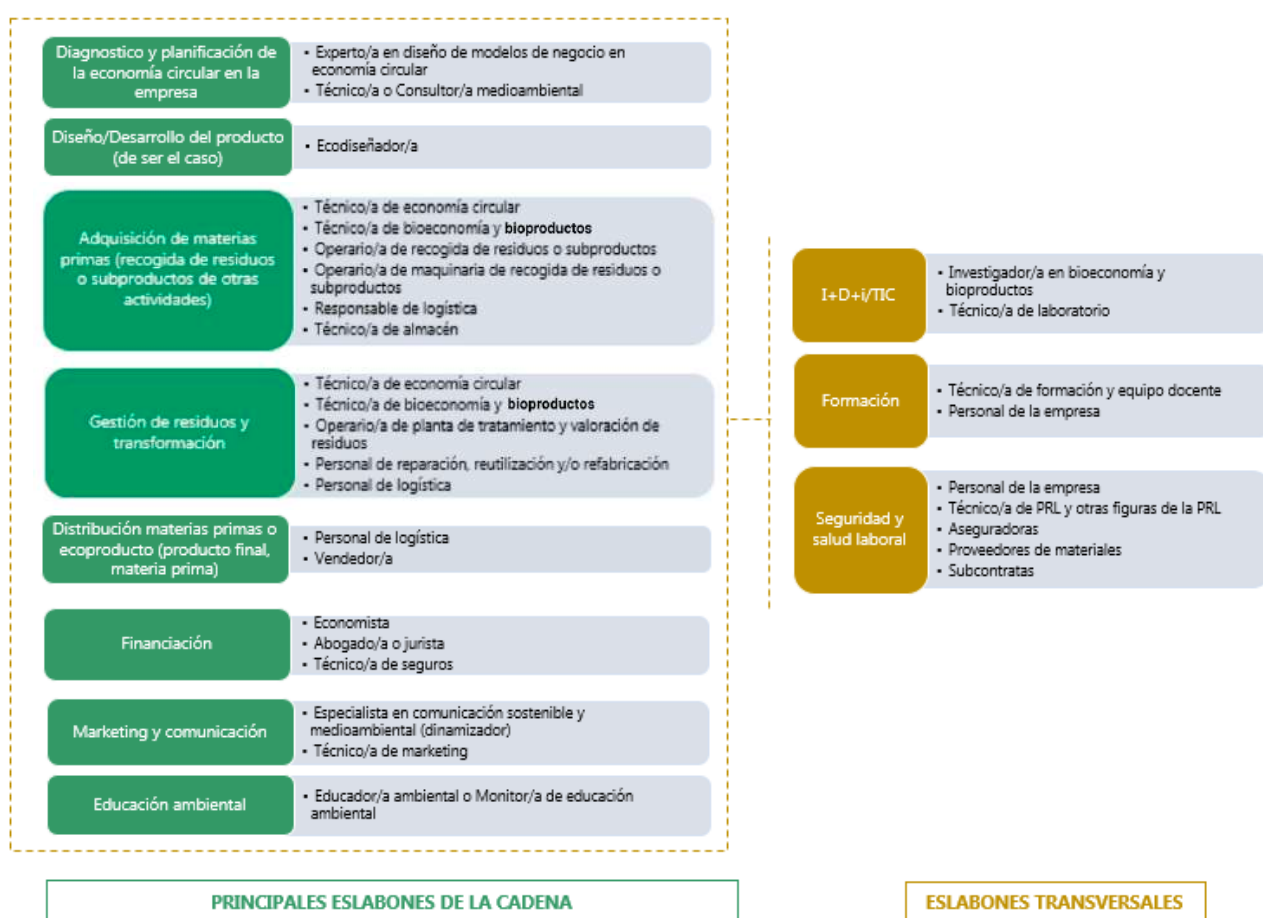 Diagnostico y planificación de
la economía circular en la
empresa
• Experto/a en diseño de modelos de negocio en
economía circular
• Técnico/a o Consultor/a medioambiental
Diseño/Desarrollo del producto
(de ser el caso)
• Ecodiseñador/a
Adquisición de materias
primas (recogida de residuos
o subproductos de otras
actividades)
• Técnico/a de economía circular
• Técnico/a de bioeconomía y bioproductos
• Operario/a de recogida de residuos o subproductos
• Operario/a de maquinaria de recogida de residuos o
subproductos
• Responsable de logística
• Técnico/a de almacén
Gestión de residuos y
transformación
• Técnico/a de economía circular
• Técnico/a de bioeconomía y bioproductos
• Operario/a de planta de tratamiento y valoración de
residuos
• Personal de reparación, reutilización y/o refabricación
• Personal de logística
Distribución materias primas o
ecoproducto (producto final,
materia prima)
• Personal de logística
• Vendedor/a
Financiación
• Economista
• Abogado/a o jurista
• Técnico/a de seguros
Marketing y comunicación
• Especialista en comunicación sostenible y
medioambiental (dinamizador)
• Técnico/a de marketing
Educación ambiental
• Educador/a ambiental o Monitor/a de educación
ambiental
PRINCIPALES ESLABONES DE LA CADENA
I+D+i/TIC
• Investigador/a en bioeconomía y
bioproductos
• Técnico/a de laboratorio
Formación
• Técnico/a de formación y equipo docente
• Personal de la empresa
Seguridad y
salud laboral
• Personal de la empresa
• Técnico/a de PRL y otras figuras de la PRL
• Aseguradoras
• Proveedores de materiales
• Subcontratas
ESLABONES TRANSVERSALES